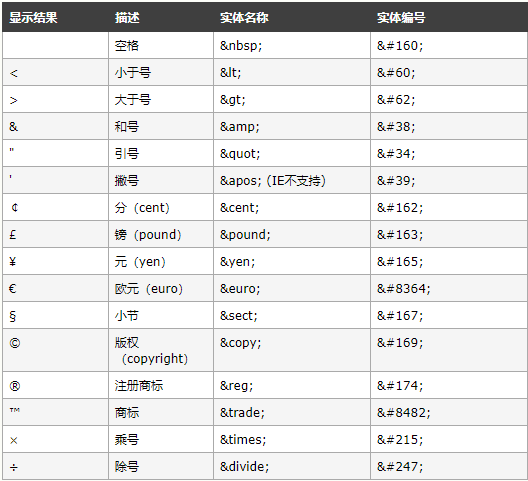 显示结果 描述 实体名称 实体编号
空格 &nbsp; &#160;
< 小于号 &lt; &#60;
> 大于号 &gt; &#62;
& 和号 &amp; &#38;
" 引号 &quot; &#34;
' 撇号 &apos; (IE不支持) &#39;
¢ 分（cent） &cent; &#162;
£ 镑（pound） &pound; &#163;
¥ 元（yen） &yen; &#165;
€ 欧元（euro） &euro; &#8364;
§ 小节 &sect; &#167;
© 版权 &copy; &#169;
（copyright）
® 注册商标 &reg; &#174;
™ 商标 &trade; &#8482;
× 乘号 &times; &#215;
÷ 除号 &divide; &#247;